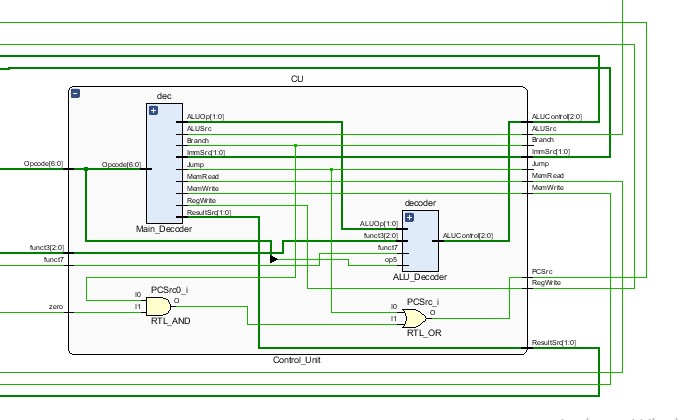 CU
dec
ALUOp[1:0]
ALUSrc
Branch
ImmSrc[1:0]
Jump
MemRead
MemWrite
RegWrite
ResultSrc[1:0]
Opcode[6:0]
Opcode[6:0]
Main_Decoder
ALUControl[2:0]
ALUSrc
Branch
ImmSrc[1:0]
Jump
MemRead
MemWrite
decoder
ALUOp[1:0]
funct3[2:0]
funct7
op5
ALUControl[2:0]
ALU_Decoder
funct3[2:0]
funct7
PCSrc
RegWrite
PCSrc0_i
I0
I1
O
RTL_AND
zero
PCSrc_i
I0
I1
O
RTL_OR
ResultSrc[1:0]
Control_Unit